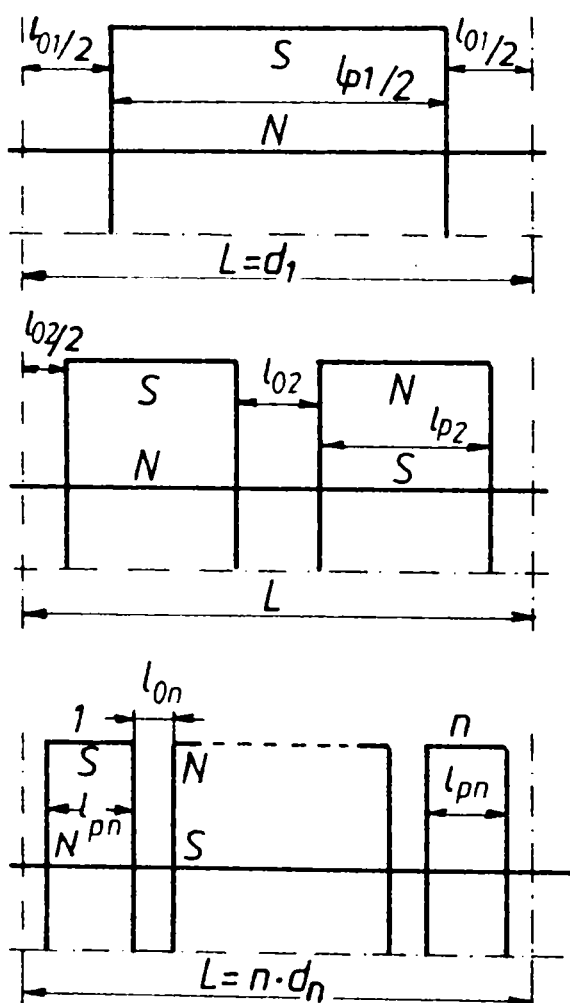 l01/2 l01/2
S
lp1/2
N
L=d1
l02/2
S l02 N
lp2
N S
L
l0n
1 n
S N
lpn lpn
N S
L=n·dn